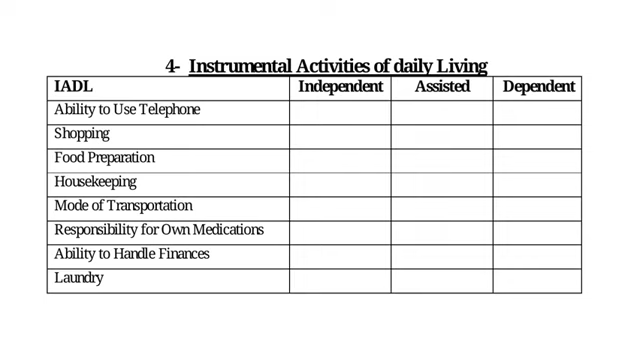 4- Instrumental Activities of daily Living
IADL Independent Assisted Dependent
Ability to Use Telephone
Shopping
Food Preparation
Housekeeping
Mode of Transportation
Responsibility for Own Medications
Ability to Handle Finances
Laundry